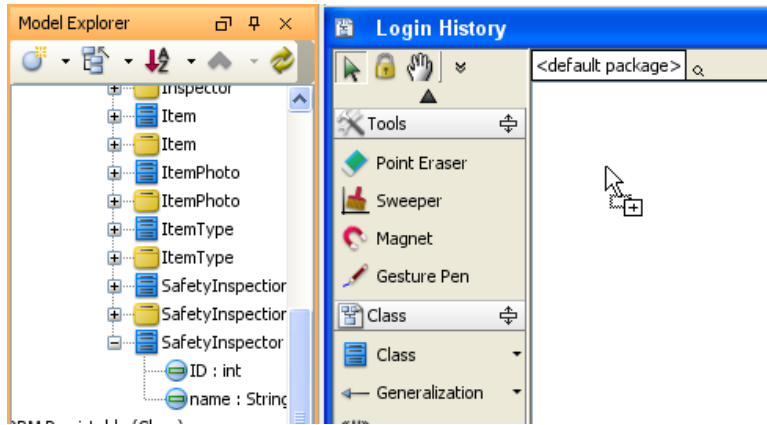 Model Explorer
Inspector
Item
Item
ItemPhoto
ItemPhoto
ItemType
ItemType
SafetyInspection
SafetyInspection
SafetyInspector
ID : int
name : String
Login History
<default package>
Tools
Point Eraser
Sweeper
Magnet
Gesture Pen
Class
Class
Generalization